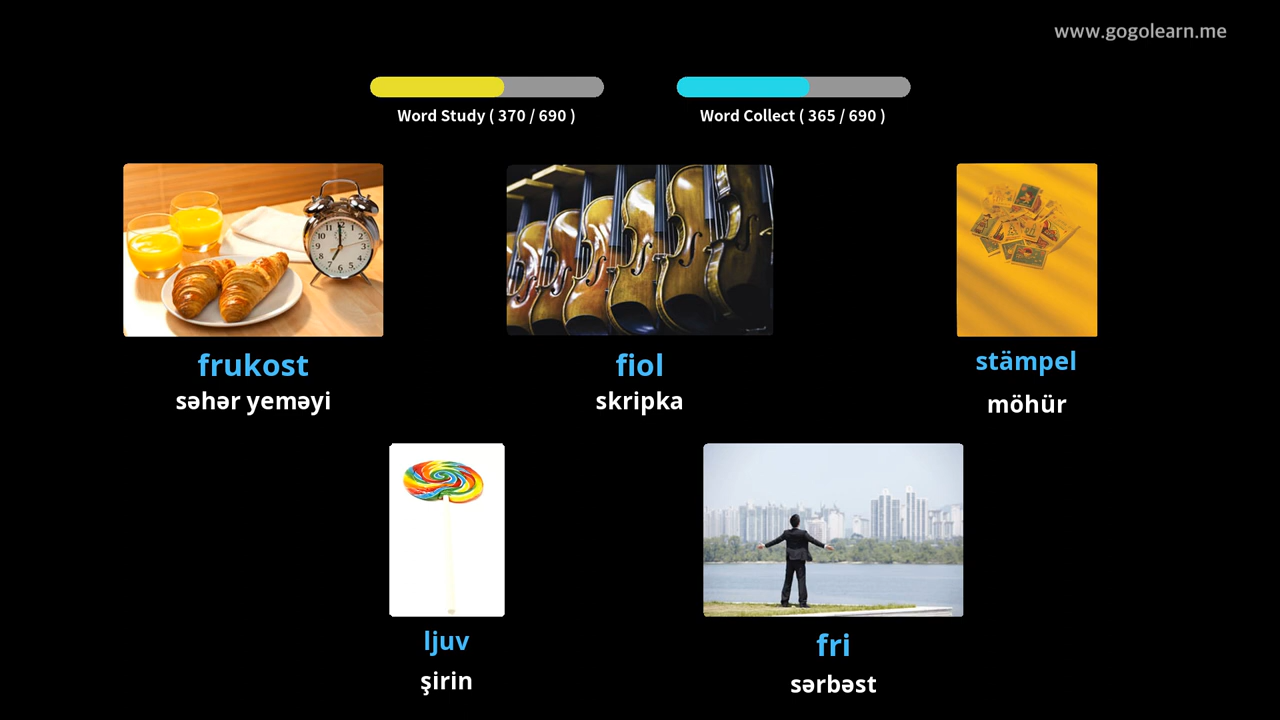 www.gogolearn.me
Word Study ( 370 / 690 )
Word Collect ( 365 / 690 )
frukost
səhər yeməyi
fiol
skripka
stämpel
möhür
ljuv
şirin
fri
sərbəst